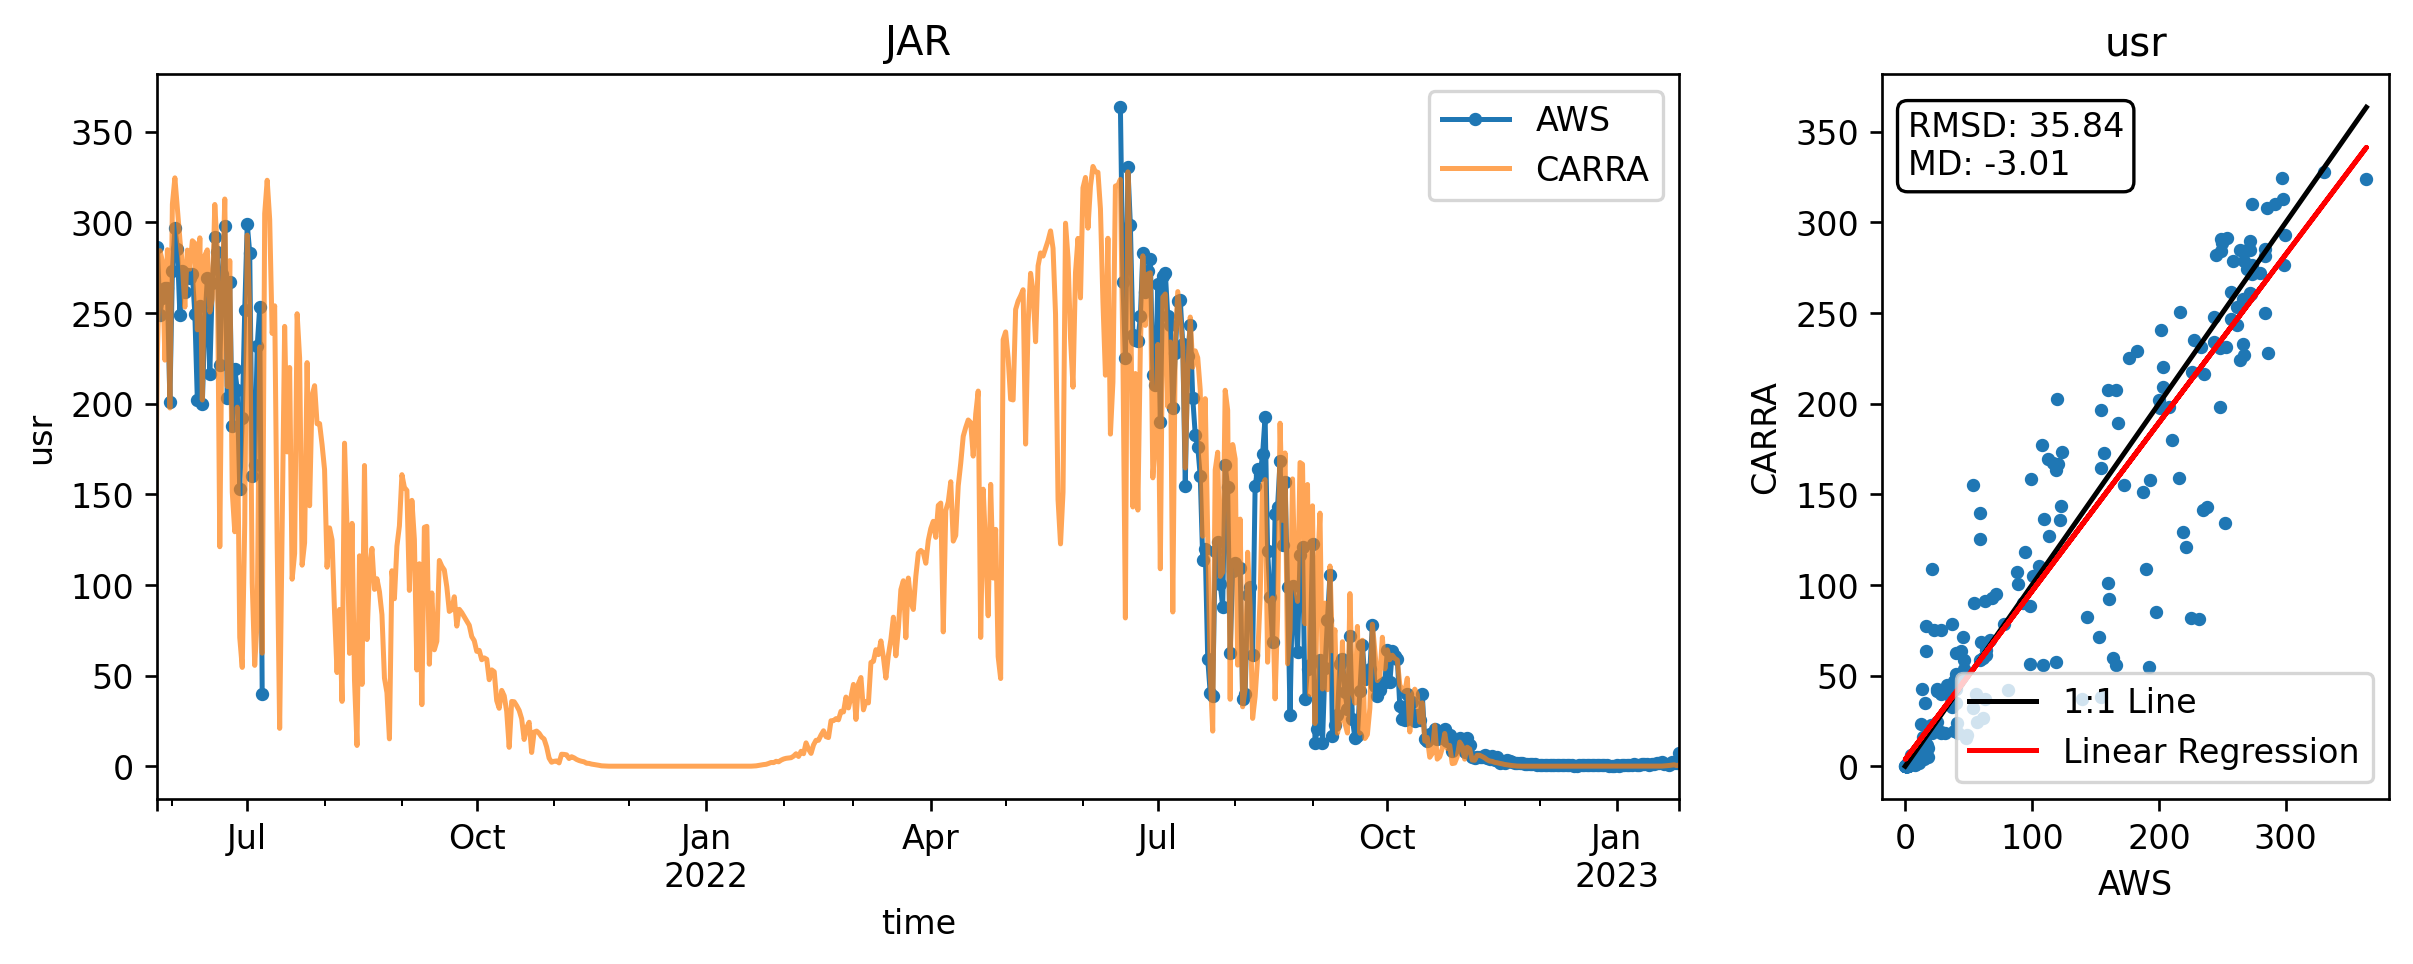 JAR
usr
350
300
250
200
150
100
50
0
AWS
CARRA
Jul
Oct
Jan
2022
Apr
Jul
Oct
Jan
2023
time
usr
CARRA
350
300
250
200
150
100
50
0
RMSD: 35.84
MD: -3.01
1:1 Line
Linear Regression
0
100
200
300
AWS